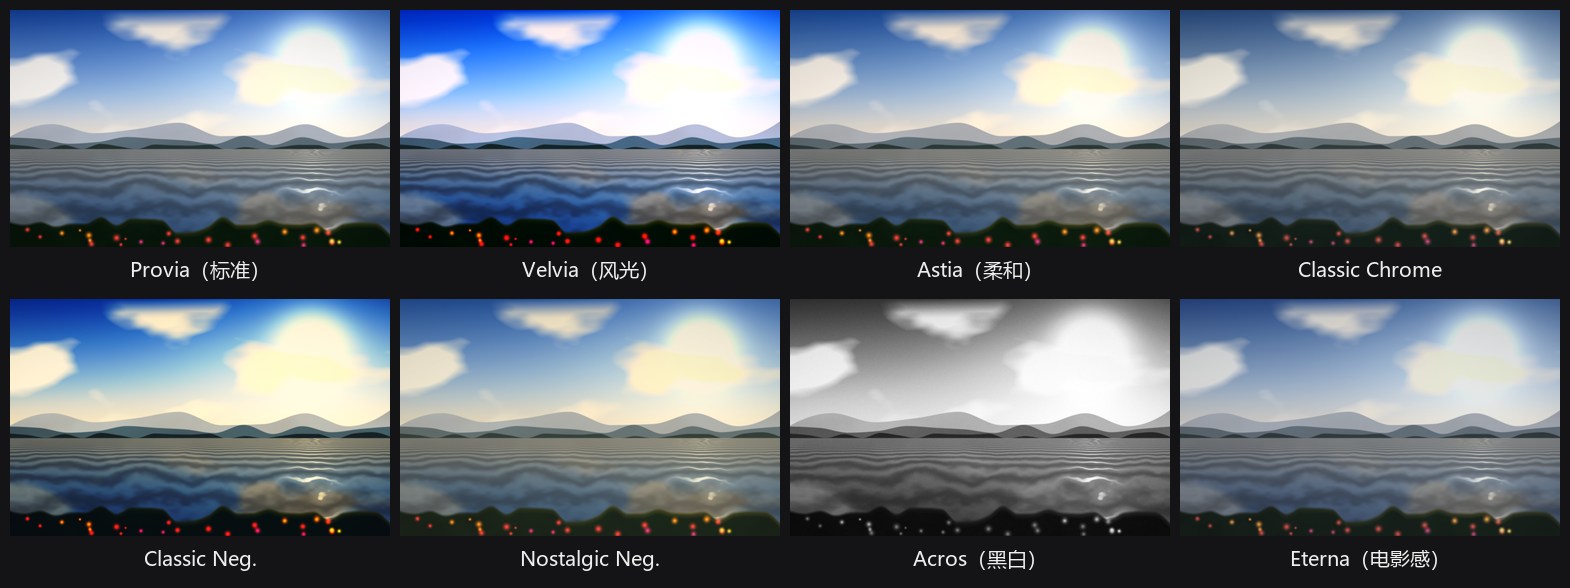 Provia（标准）
Velvia（风光）
Astia（柔和）
Classic Chrome
Classic Neg.
Nostalgic Neg.
Acros（黑白）
Eterna（电影感）